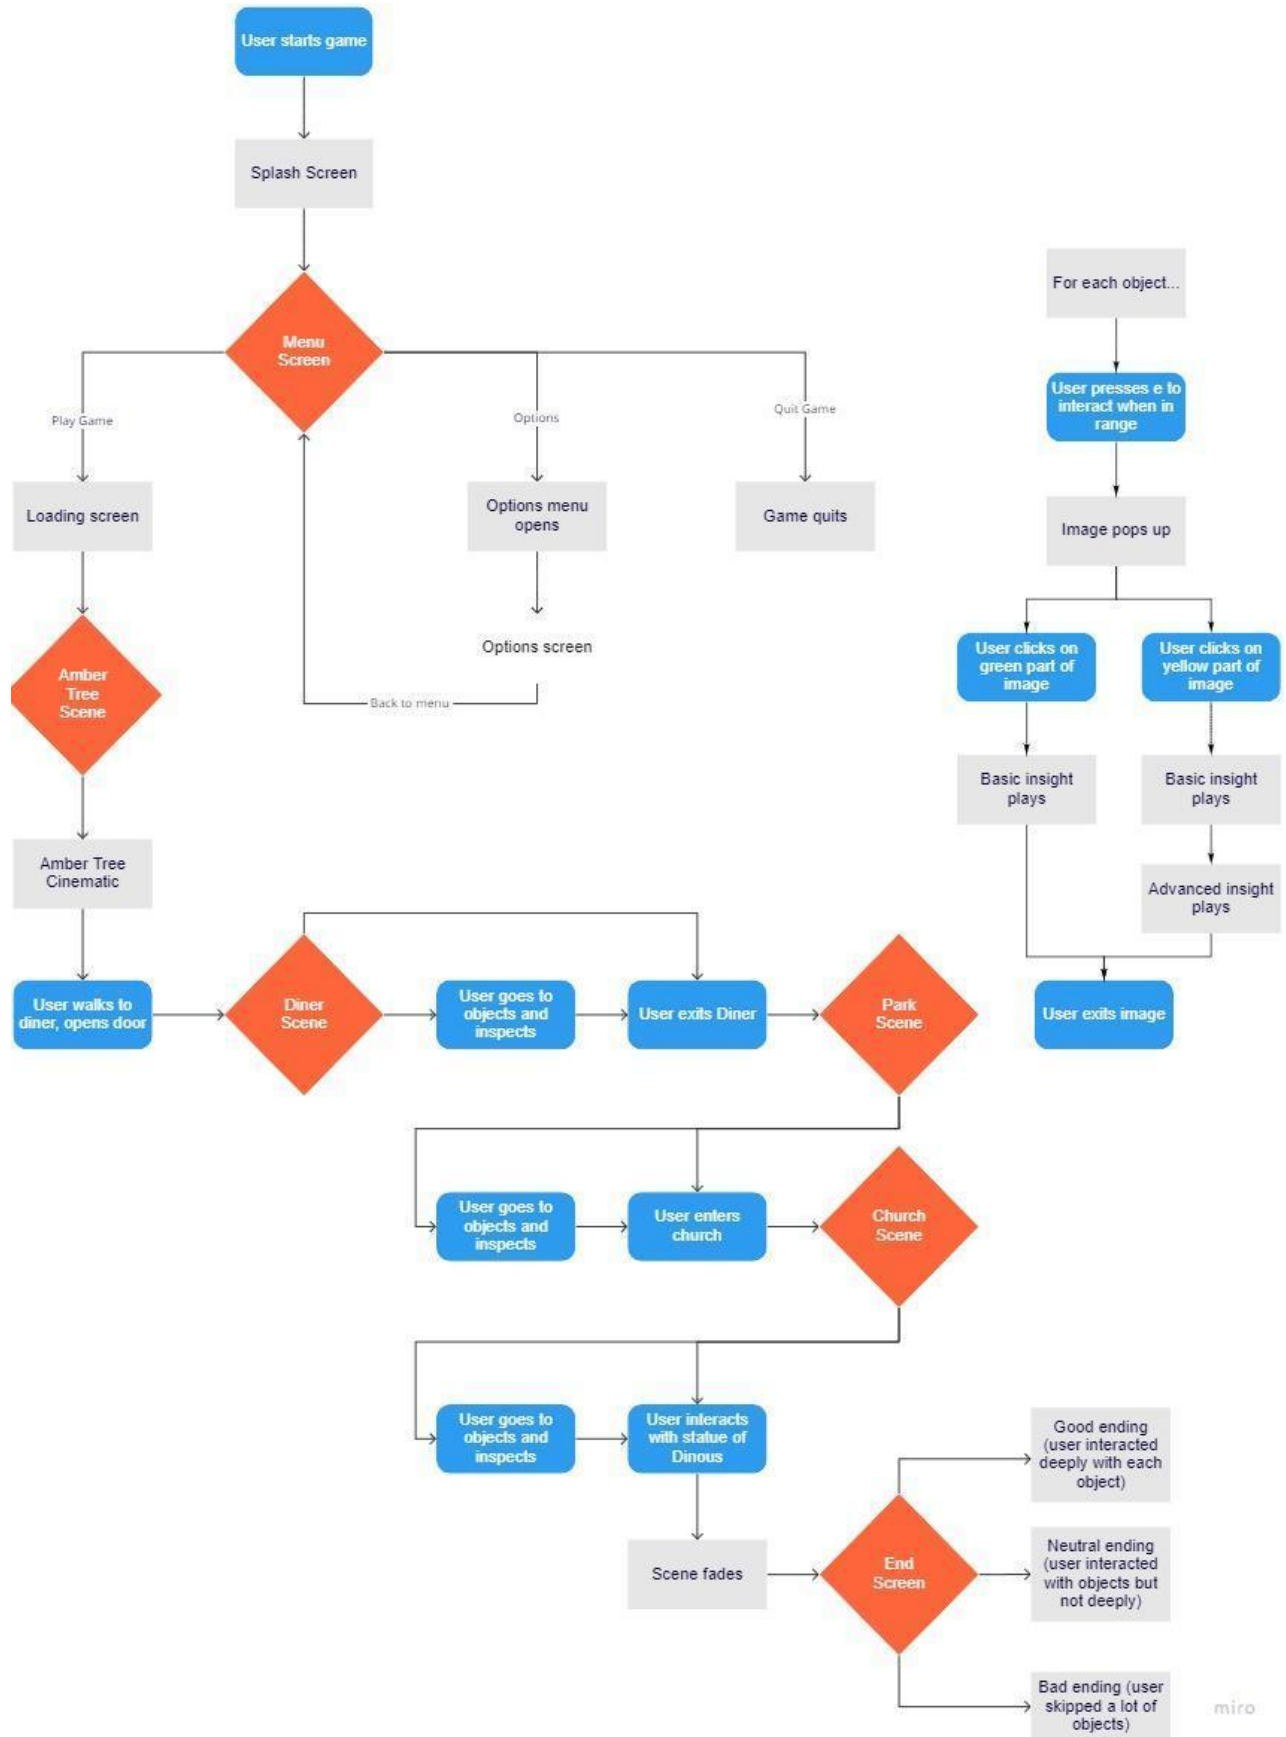 User starts game
Splash Screen
Menu
Screen
Play Game
Options
Quit Game
Loading screen
Options menu
opens
Game quits
Options screen
Back to menu
Amber
Tree
Scene
Amber Tree
Cinematic
User walks to
diner, opens door
Diner
Scene
User goes to
objects and
inspects
User exits Diner
Park
Scene
User goes to
objects and
inspects
User enters
church
Church
Scene
User goes to
objects and
inspects
User interacts
with statue of
Dinous
Scene fades
End
Screen
Good ending
(user interacted
deeply with each
object)
Neutral ending
(user interacted
with objects but
not deeply)
Bad ending (user
skipped a lot of
objects)
For each object...
User presses e to
interact when in
range
Image pops up
User clicks on
green part of
image
User clicks on
yellow part of
image
Basic insight
plays
Basic insight
plays
Advanced insight
plays
User exits image
miro